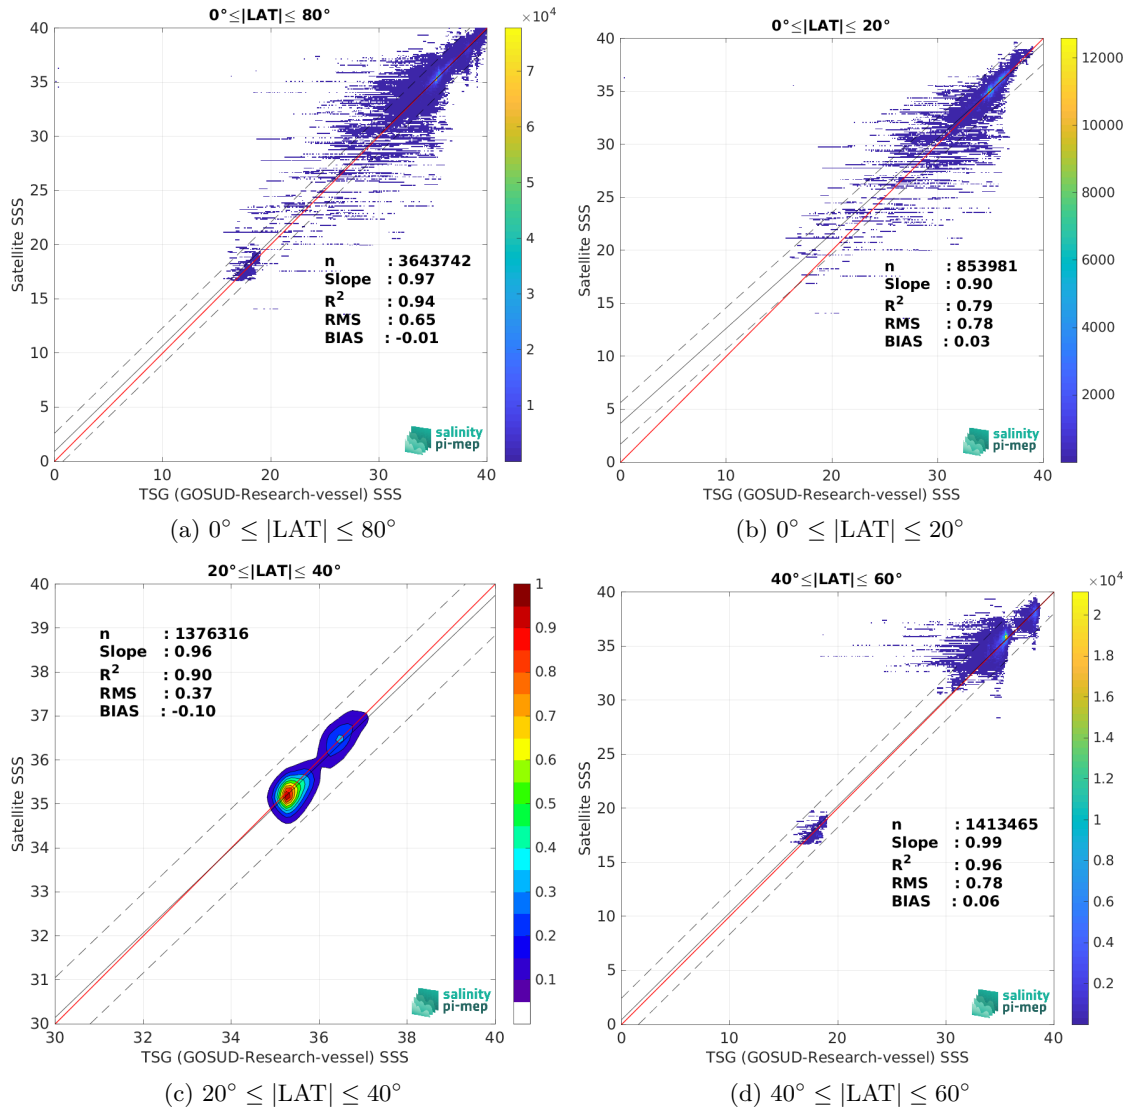 0°≤|LAT|≤ 80°
×10⁴
40
35
30
25
20
15
10
5
0
0
10
20
30
40
7
6
5
4
3
2
1
Satellite SSS
TSG (GOSUD-Research-vessel) SSS
n : 3643742
Slope : 0.97
R² : 0.94
RMS : 0.65
BIAS : -0.01
salinity
pi-mep
(a) 0° ≤ |LAT| ≤ 80°
0°≤|LAT|≤ 20°
40
35
30
25
20
15
10
5
0
0
10
20
30
40
12000
10000
8000
6000
4000
2000
Satellite SSS
TSG (GOSUD-Research-vessel) SSS
n : 853981
Slope : 0.90
R² : 0.79
RMS : 0.78
BIAS : 0.03
salinity
pi-mep
(b) 0° ≤ |LAT| ≤ 20°
20°≤|LAT|≤ 40°
40
39
38
37
36
35
34
33
32
31
30
30
32
34
36
38
40
1
0.9
0.8
0.7
0.6
0.5
0.4
0.3
0.2
0.1
Satellite SSS
TSG (GOSUD-Research-vessel) SSS
n : 1376316
Slope : 0.96
R² : 0.90
RMS : 0.37
BIAS : -0.10
salinity
pi-mep
(c) 20° ≤ |LAT| ≤ 40°
40°≤|LAT|≤ 60°
×10⁴
40
35
30
25
20
15
10
5
0
0
10
20
30
40
2
1.8
1.6
1.4
1.2
1
0.8
0.6
0.4
0.2
Satellite SSS
TSG (GOSUD-Research-vessel) SSS
n : 1413465
Slope : 0.99
R² : 0.96
RMS : 0.78
BIAS : 0.06
salinity
pi-mep
(d) 40° ≤ |LAT| ≤ 60°